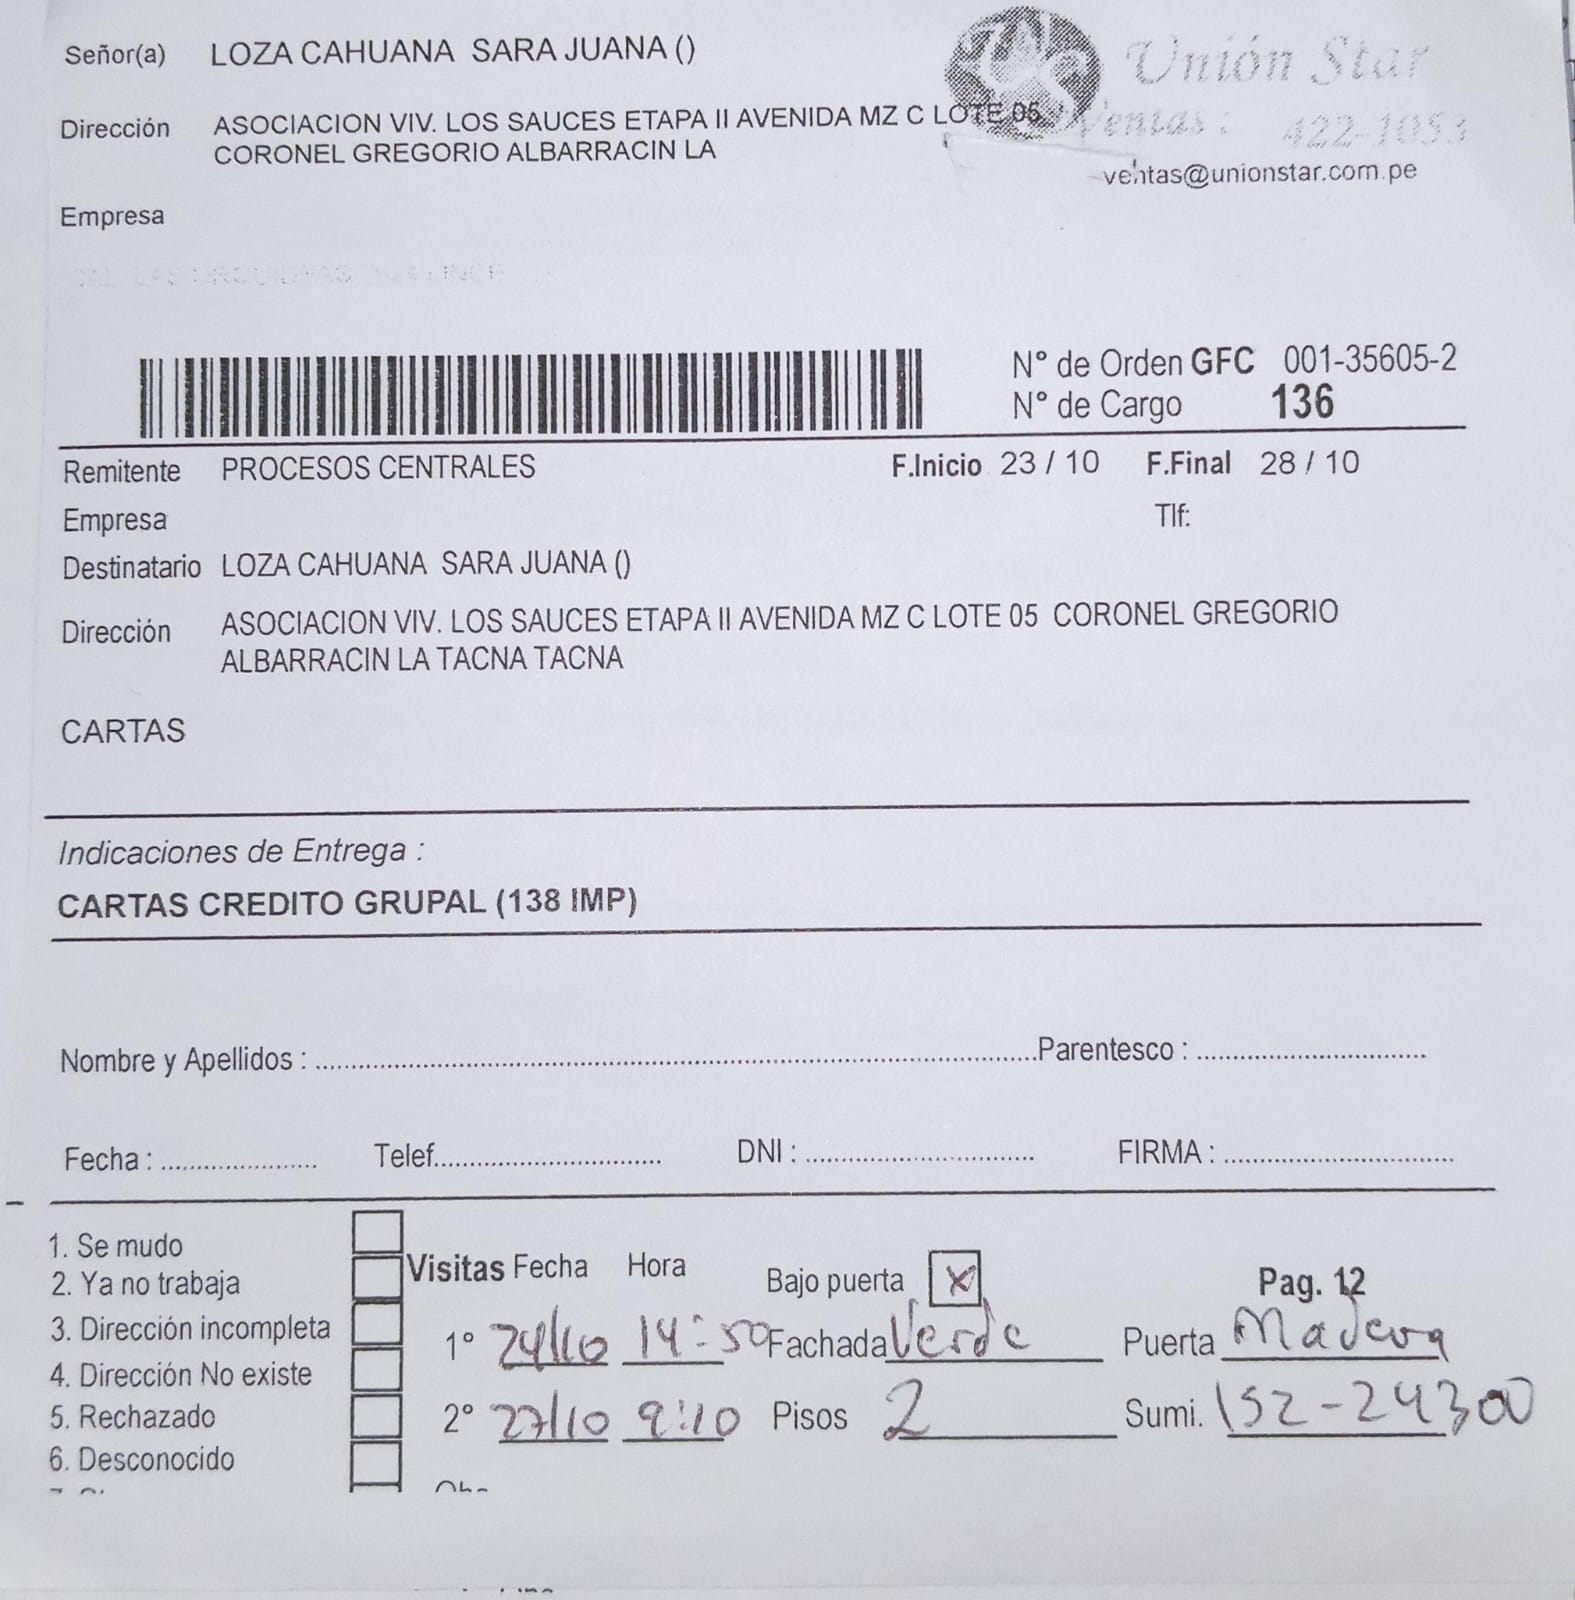 Señor(a) LOZA CAHUANA SARA JUANA ()
Unión Star
Dirección ASOCIACION VIV. LOS SAUCES ETAPA II AVENIDA MZ C LOTE 05
Ventas : 422-1053
CORONEL GREGORIO ALBARRACIN LA
ventas@unionstar.com.pe
Empresa
N° de Orden GFC 001-35605-2
N° de Cargo 136
Remitente PROCESOS CENTRALES F.Inicio 23 / 10 F.Final 28 / 10
Empresa Tlf:
Destinatario LOZA CAHUANA SARA JUANA ()
Dirección ASOCIACION VIV. LOS SAUCES ETAPA II AVENIDA MZ C LOTE 05 CORONEL GREGORIO
ALBARRACIN LA TACNA TACNA
CARTAS
Indicaciones de Entrega :
CARTAS CREDITO GRUPAL (138 IMP)
Nombre y Apellidos : Parentesco :
Fecha : Telef. DNI : FIRMA :
1. Se mudo
2. Ya no trabaja
3. Dirección incompleta
4. Dirección No existe
5. Rechazado
6. Desconocido
Visitas Fecha Hora Bajo puerta X Pag. 12
1° 24/10 14:50 Fachada Verde Puerta Madera
2° 27/10 9:10 Pisos 2 Sumi. 152-24300